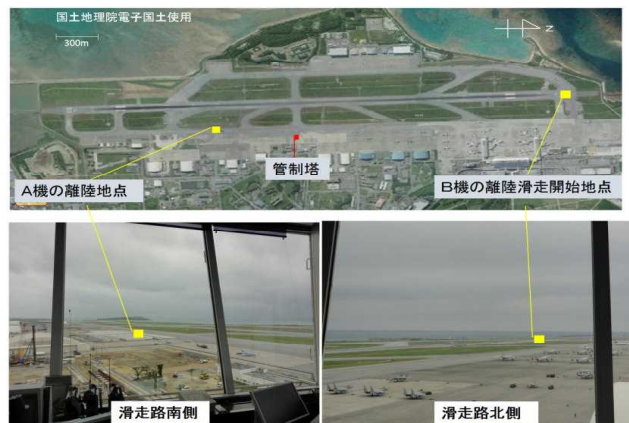 国土地理院電子国土使用
300m
N
管制塔
A機の離陸地点
B機の離陸滑走開始地点
滑走路南側
滑走路北側